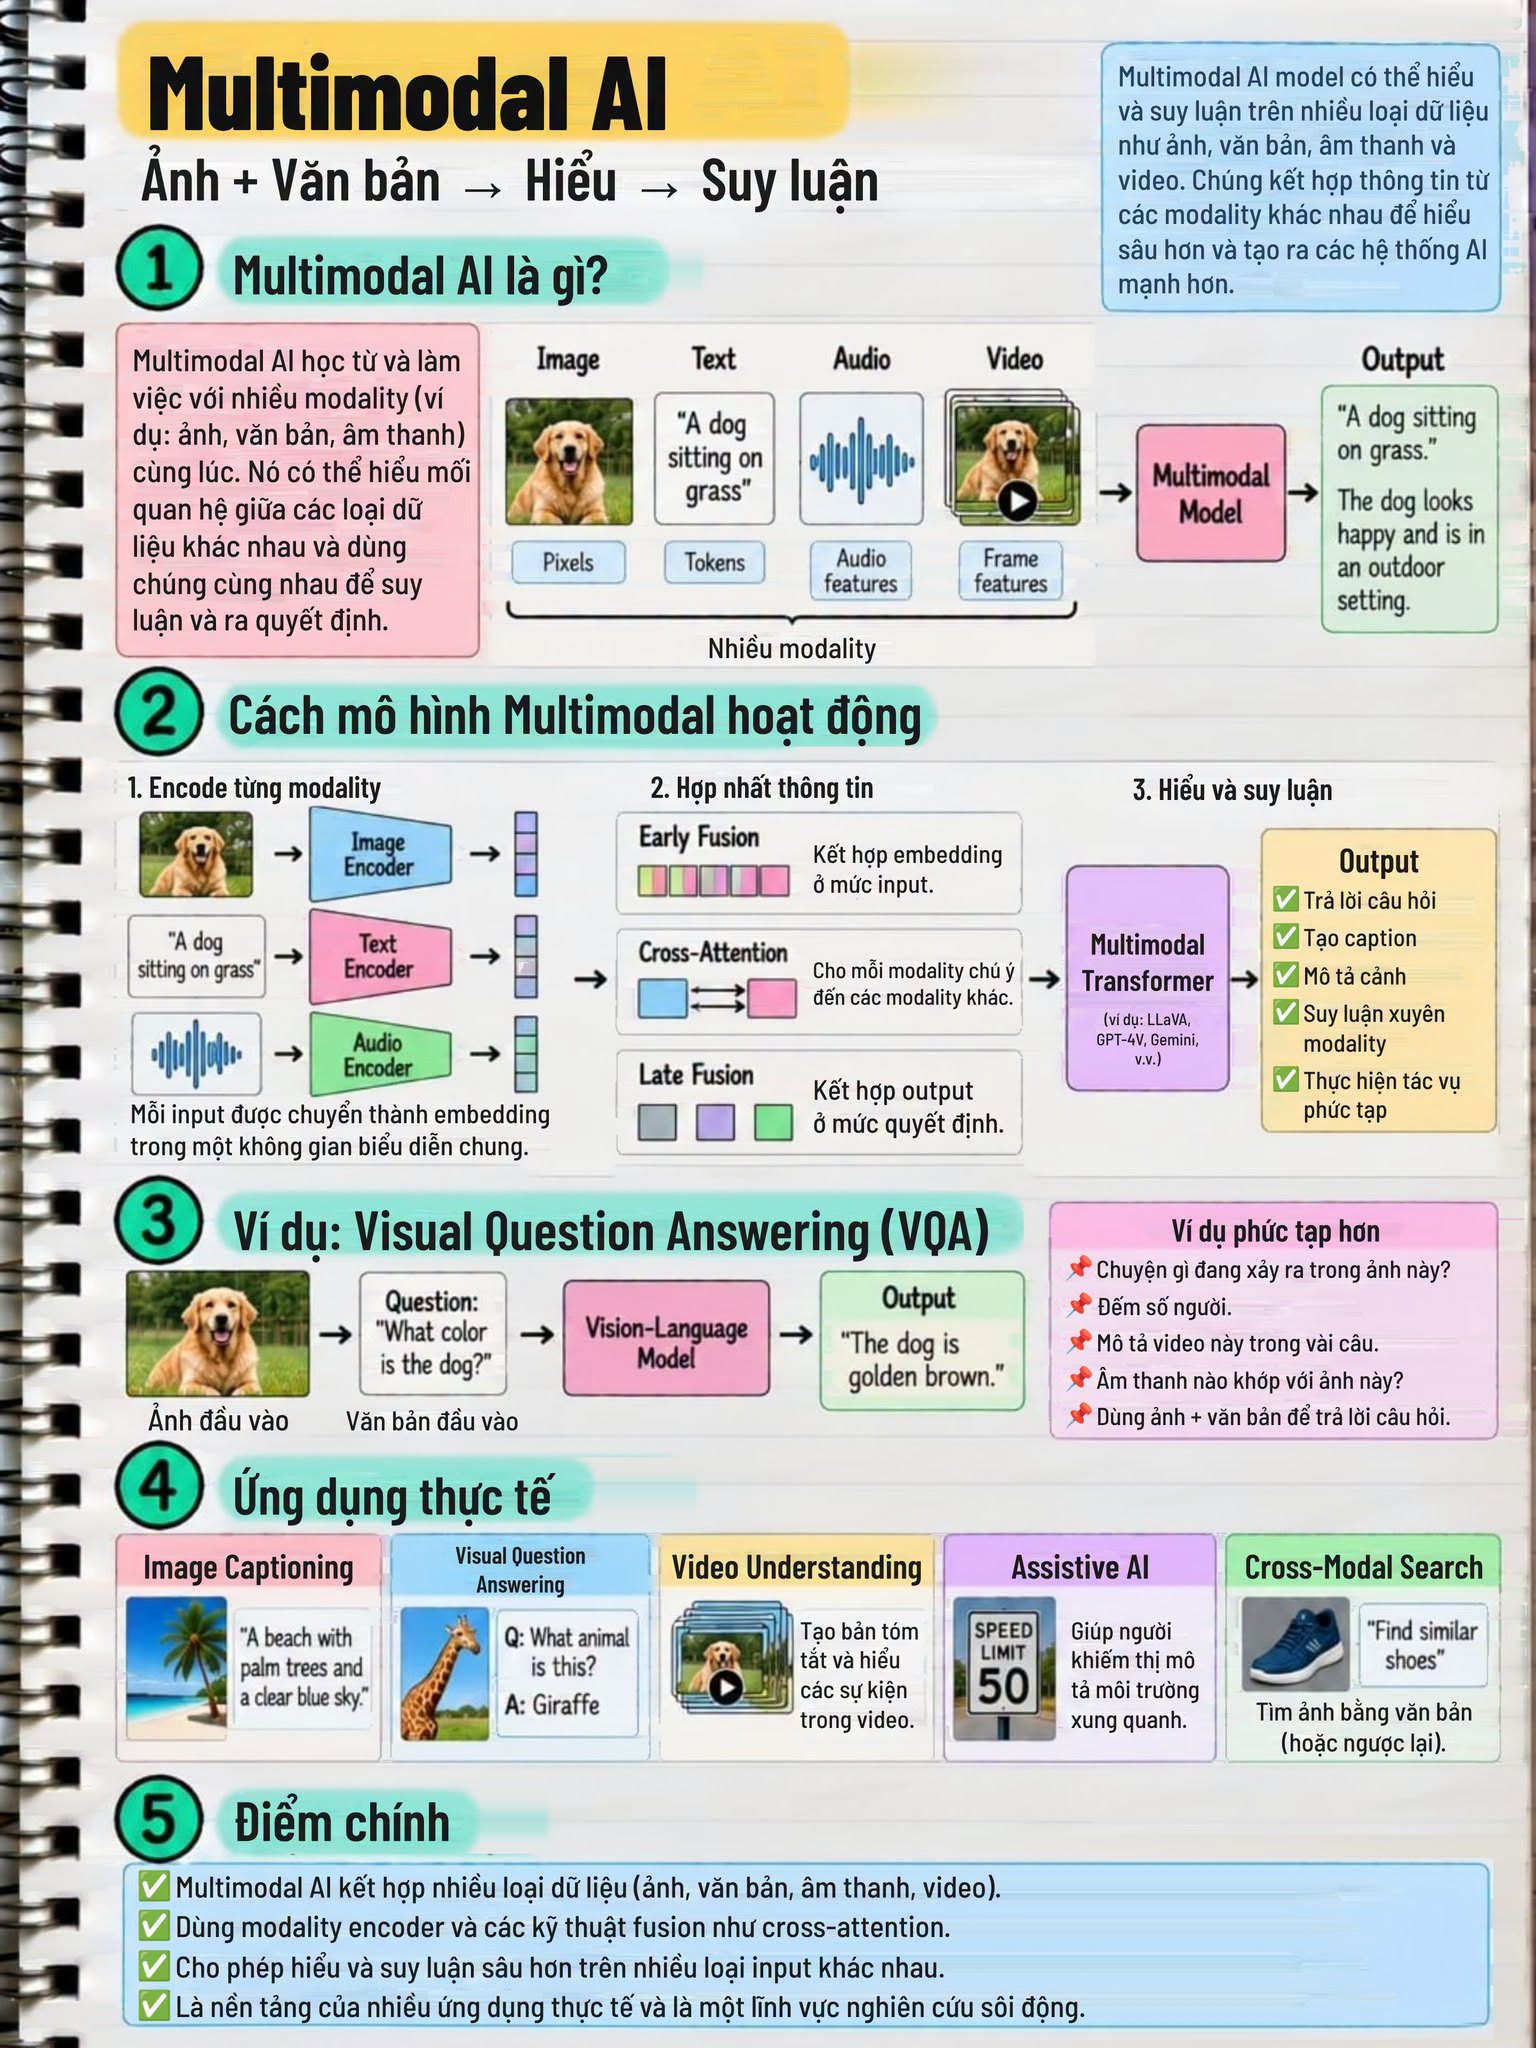 Multimodal AI
Ảnh + Văn bản → Hiểu → Suy luận
Multimodal AI model có thể hiểu
và suy luận trên nhiều loại dữ liệu
như ảnh, văn bản, âm thanh và
video. Chúng kết hợp thông tin từ
các modality khác nhau để hiểu
sâu hơn và tạo ra các hệ thống AI
mạnh hơn.
1 Multimodal AI là gì?
Multimodal AI học từ và làm
việc với nhiều modality (ví
dụ: ảnh, văn bản, âm thanh)
cùng lúc. Nó có thể hiểu mối
quan hệ giữa các loại dữ
liệu khác nhau và dùng
chúng cùng nhau để suy
luận và ra quyết định.
Image
Pixels
Text
"A dog
sitting on
grass"
Tokens
Audio
Audio
features
Video
Frame
features
Nhiều modality
Multimodal
Model
Output
"A dog sitting
on grass."
The dog looks
happy and is in
an outdoor
setting.
2 Cách mô hình Multimodal hoạt động
1. Encode từng modality
Image
Encoder
"A dog
sitting on grass"
Text
Encoder
Audio
Encoder
Mỗi input được chuyển thành embedding
trong một không gian biểu diễn chung.
2. Hợp nhất thông tin
Early Fusion
Kết hợp embedding
ở mức input.
Cross-Attention
Cho mỗi modality chú ý
đến các modality khác.
Late Fusion
Kết hợp output
ở mức quyết định.
3. Hiểu và suy luận
Multimodal
Transformer
(ví dụ: LLaVA,
GPT-4V, Gemini,
v.v.)
Output
✅ Trả lời câu hỏi
✅ Tạo caption
✅ Mô tả cảnh
✅ Suy luận xuyên
modality
✅ Thực hiện tác vụ
phức tạp
3 Ví dụ: Visual Question Answering (VQA)
Ảnh đầu vào
Question:
"What color
is the dog?"
Văn bản đầu vào
Vision-Language
Model
Output
"The dog is
golden brown."
Ví dụ phức tạp hơn
📌 Chuyện gì đang xảy ra trong ảnh này?
📌 Đếm số người.
📌 Mô tả video này trong vài câu.
📌 Âm thanh nào khớp với ảnh này?
📌 Dùng ảnh + văn bản để trả lời câu hỏi.
4 Ứng dụng thực tế
Image Captioning
"A beach with
palm trees and
a clear blue sky."
Visual Question
Answering
Q: What animal
is this?
A: Giraffe
Video Understanding
Tạo bản tóm
tắt và hiểu
các sự kiện
trong video.
Assistive AI
SPEED
LIMIT
50
Giúp người
khiếm thị mô
tả môi trường
xung quanh.
Cross-Modal Search
"Find similar
shoes"
Tìm ảnh bằng văn bản
(hoặc ngược lại).
5 Điểm chính
✅ Multimodal AI kết hợp nhiều loại dữ liệu (ảnh, văn bản, âm thanh, video).
✅ Dùng modality encoder và các kỹ thuật fusion như cross-attention.
✅ Cho phép hiểu và suy luận sâu hơn trên nhiều loại input khác nhau.
✅ Là nền tảng của nhiều ứng dụng thực tế và là một lĩnh vực nghiên cứu sôi động.